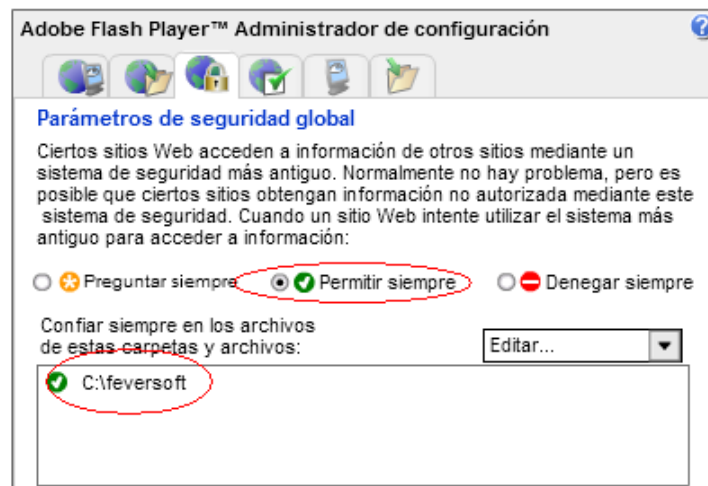 Adobe Flash Player™ Administrador de configuración
?
Parámetros de seguridad global
Ciertos sitios Web acceden a información de otros sitios mediante un
sistema de seguridad más antiguo. Normalmente no hay problema, pero es
posible que ciertos sitios obtengan información no autorizada mediante este
sistema de seguridad. Cuando un sitio Web intente utilizar el sistema más
antiguo para acceder a información:
Preguntar siempre Permitir siempre Denegar siempre
Confiar siempre en los archivos
de estas carpetas y archivos: Editar...
C:\feversoft